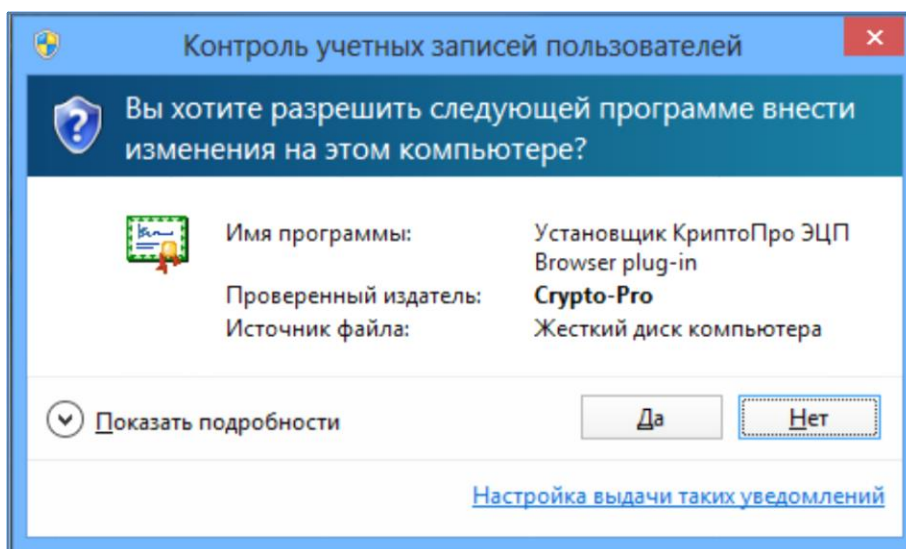 Контроль учетных записей пользователей
Вы хотите разрешить следующей программе внести
изменения на этом компьютере?
Имя программы: Установщик КриптоПро ЭЦП
Browser plug-in
Проверенный издатель: Crypto-Pro
Источник файла: Жесткий диск компьютера
Показать подробности Да Нет
Настройка выдачи таких уведомлений